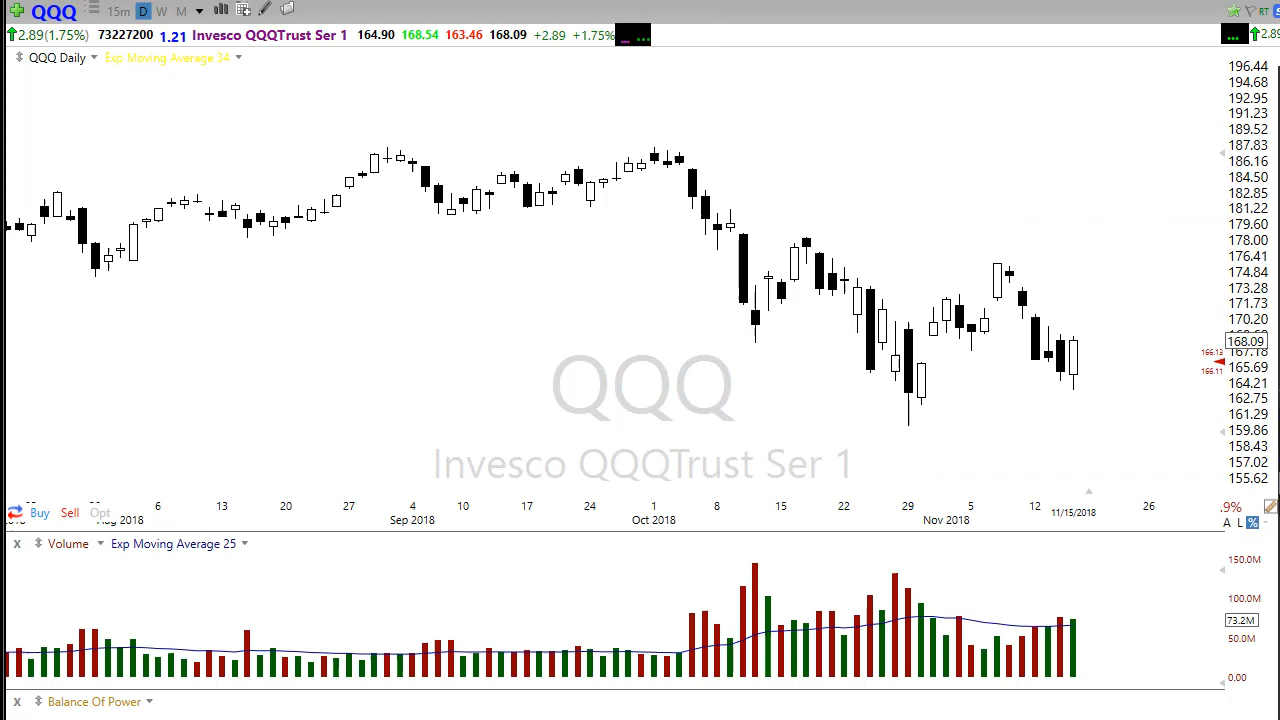 QQQ 15m D W M RT
2.89(1.75%) 73227200 1.21 Invesco QQQTrust Ser 1 164.90 168.54 163.46 168.09 +2.89 +1.75%
QQQ Daily Exp Moving Average 34
196.44
194.68
192.95
191.23
189.52
187.83
186.16
184.50
182.85
181.22
179.60
178.00
176.41
174.84
173.28
171.73
170.20
168.09
166.13 167.18
166.11 165.69
164.21
162.75
161.29
159.86
158.43
157.02
155.62
QQQ
Invesco QQQTrust Ser 1
6 13 20 27 4 10 17 24 1 8 15 22 29 5 12 26 .9%
Buy Sell Opt
Aug 2018 Sep 2018 Oct 2018 Nov 2018 11/15/2018 A L %
X Volume Exp Moving Average 25
150.0M
100.0M
73.2M
50.0M
0.00
X Balance Of Power